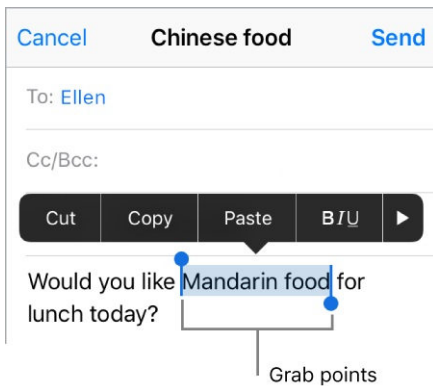 Cancel Chinese food Send
To: Ellen
Cc/Bcc:
Cut Copy Paste BIU
Would you like Mandarin food for
lunch today?
Grab points